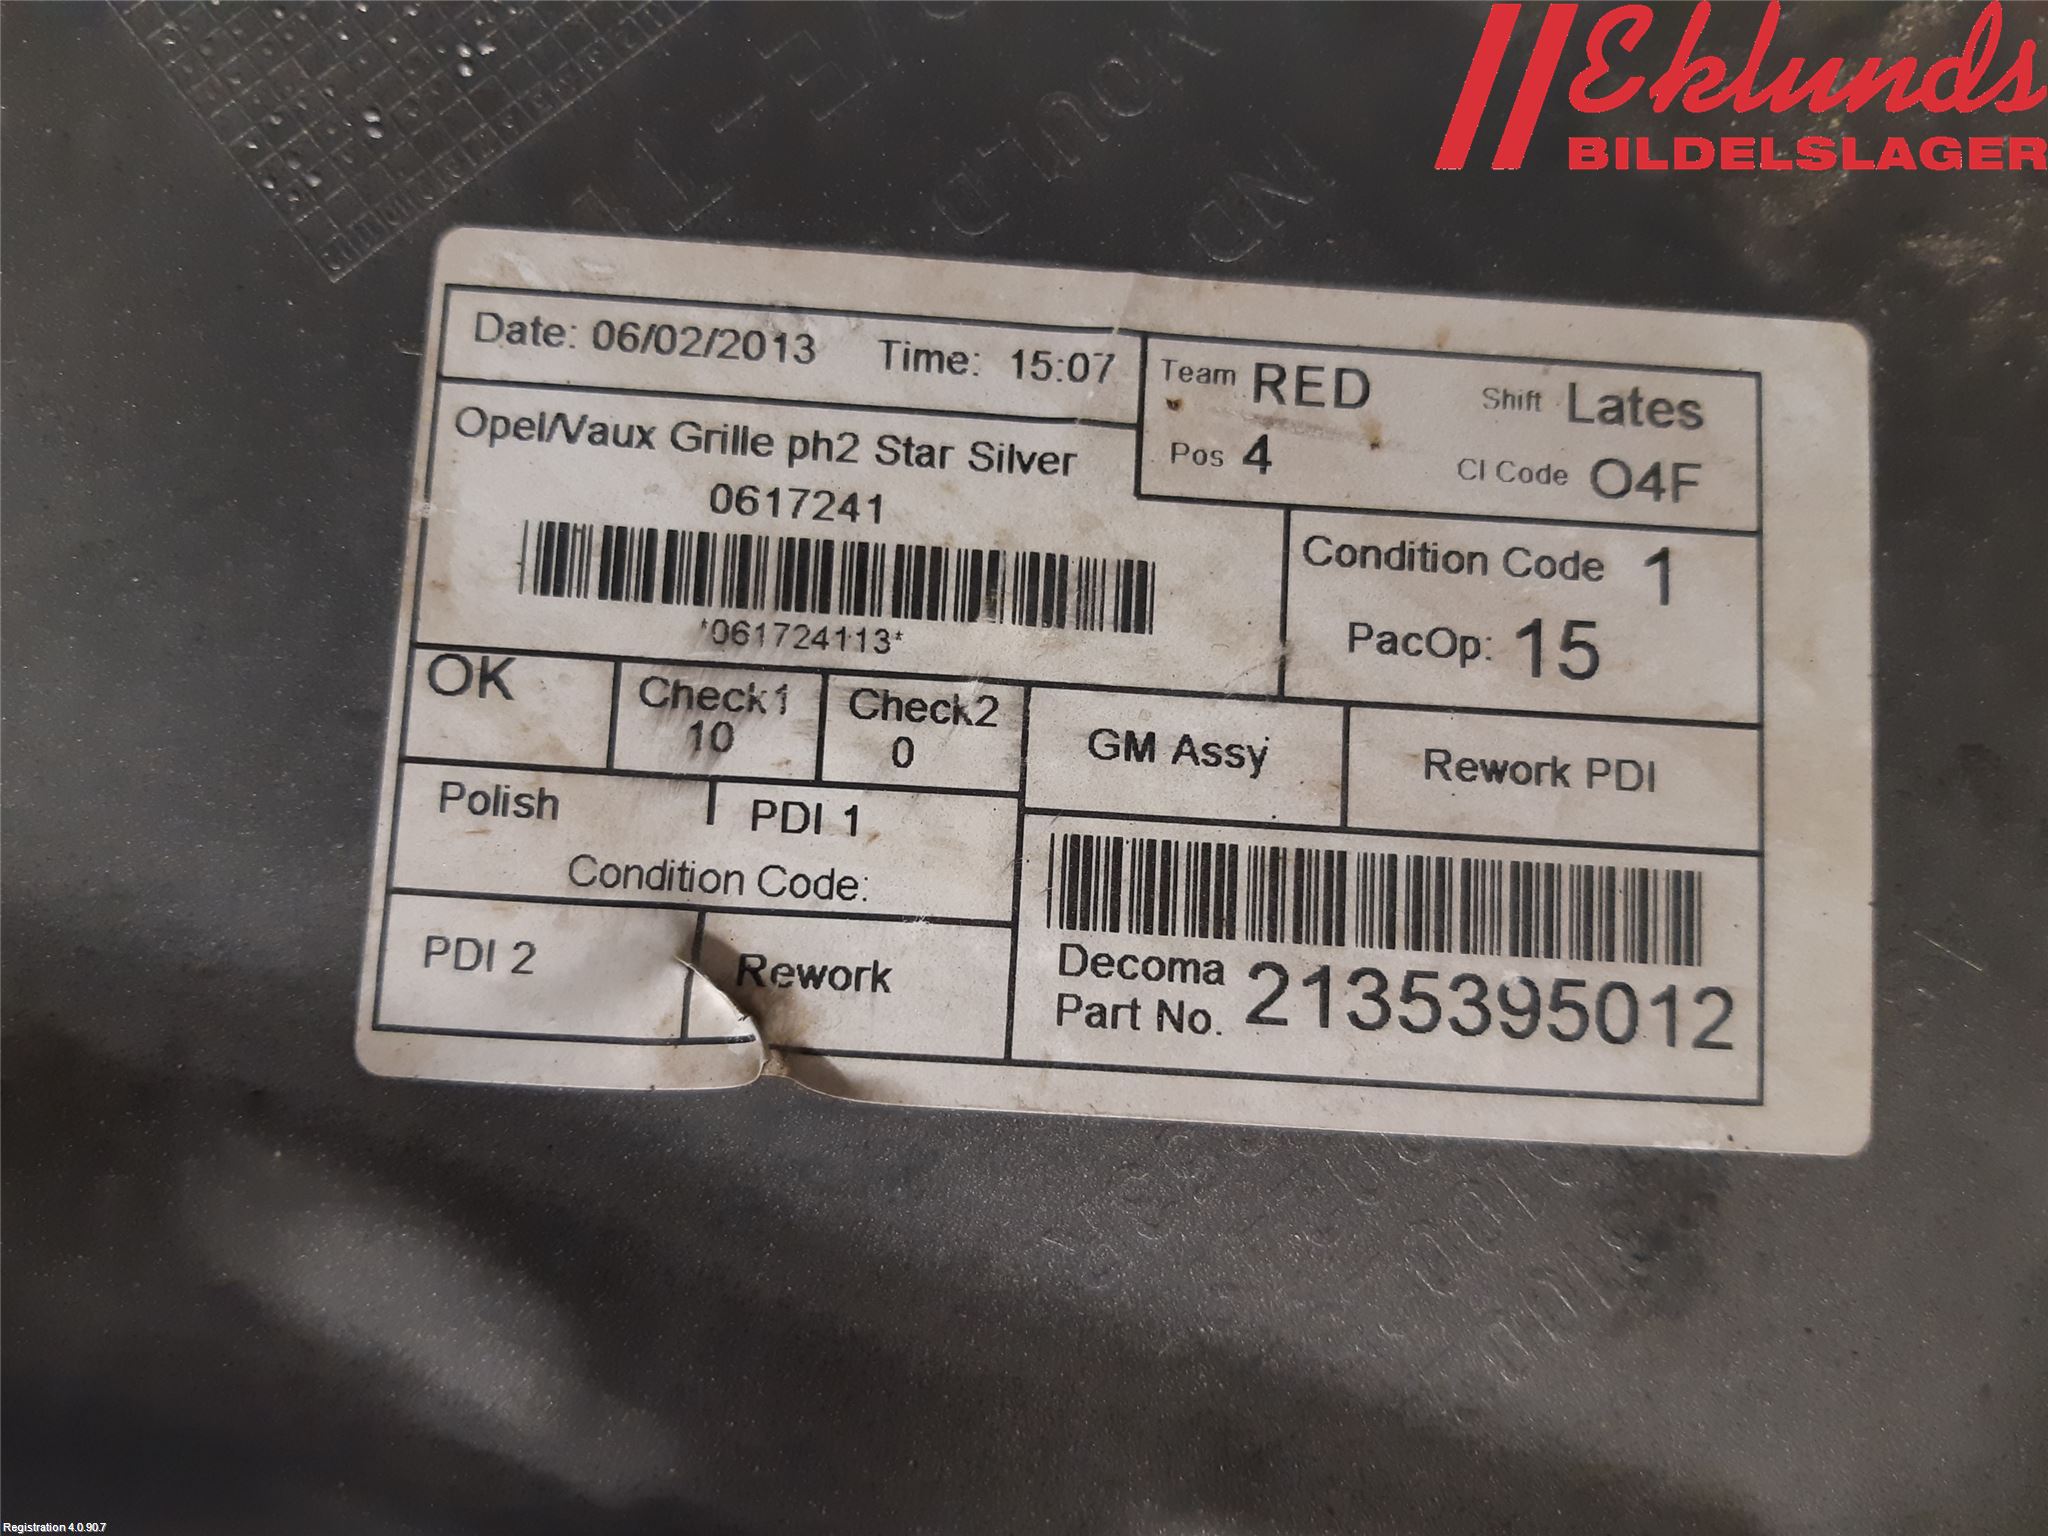 Eklunds
BILDELSLAGER
Date: 06/02/2013 Time: 15:07
Team RED Shift Lates
Pos 4 CI Code O4F
Opel/Vaux Grille ph2 Star Silver
0617241
*061724113*
Condition Code 1
PacOp: 15
OK
Check1
10
Check2
0
GM Assy
Rework PDI
Polish
PDI 1
Condition Code:
PDI 2
Rework
Decoma
Part No. 2135395012
Registration 4.0.90.7